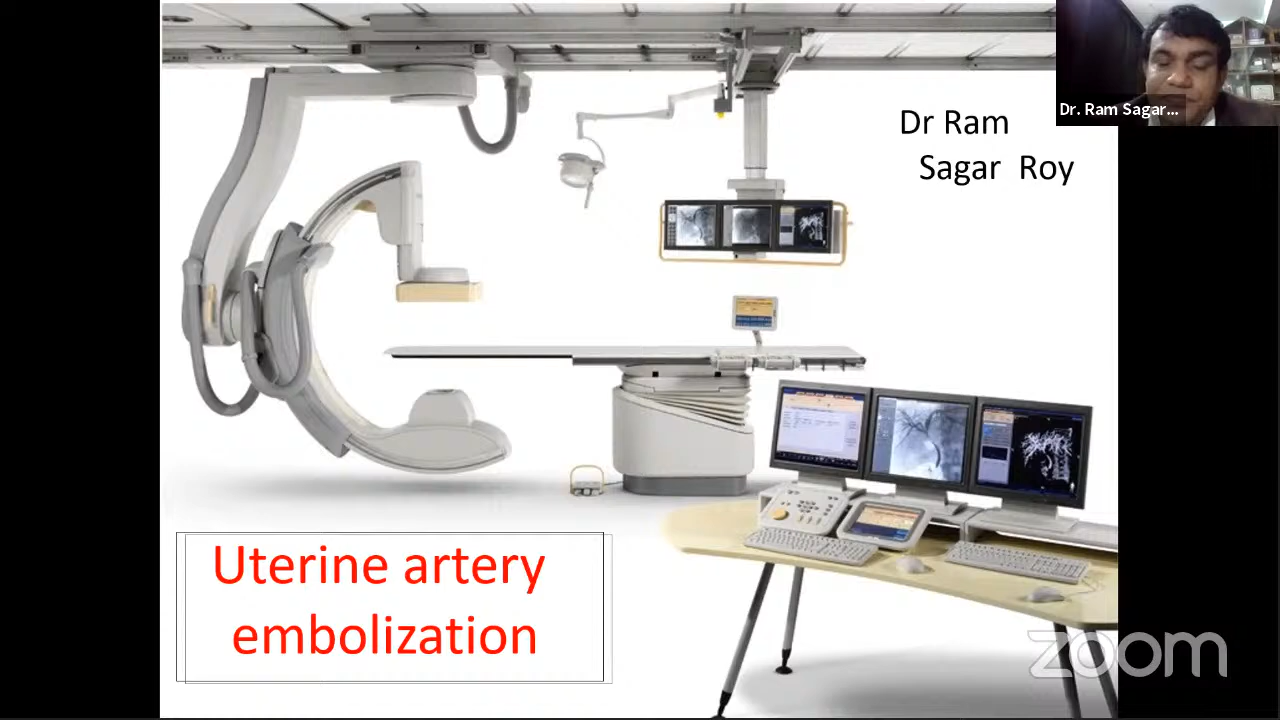 Dr Ram
Sagar Roy
Dr. Ram Sagar...
Uterine artery
embolization
zoom